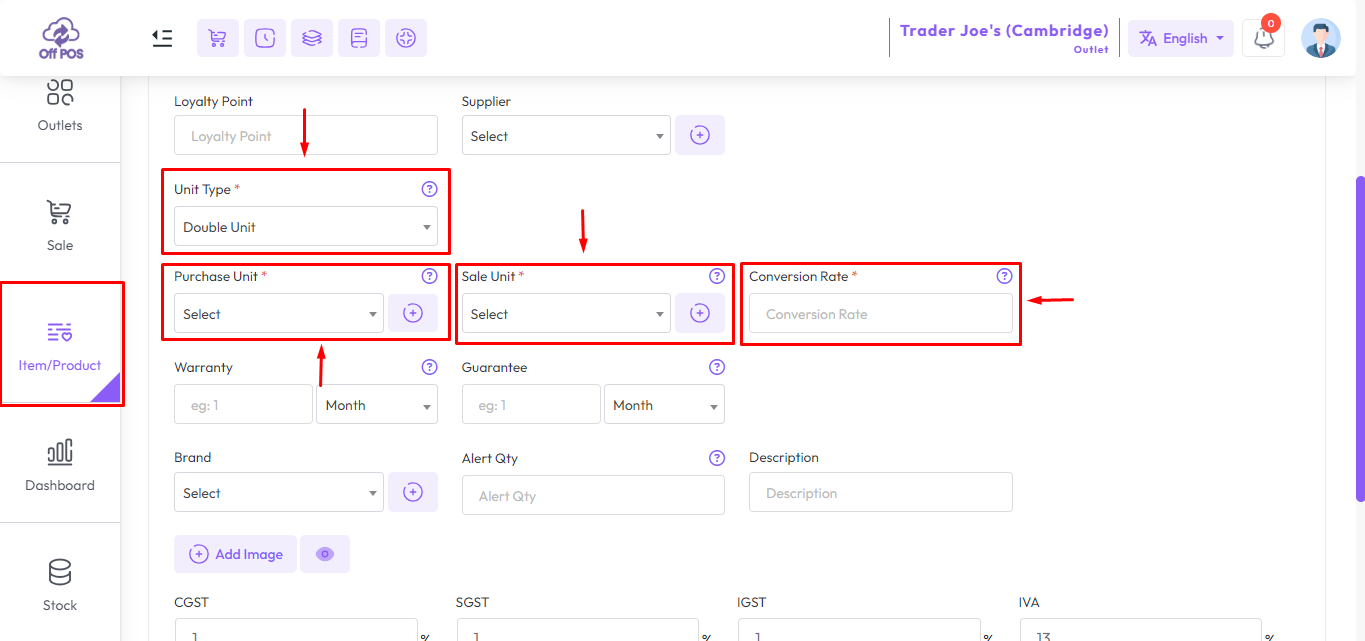 Off POS
Trader Joe's (Cambridge)
Outlet
English
0
Outlets
Sale
Item/Product
Dashboard
Stock
Loyalty Point
Supplier
Loyalty Point
Select
Unit Type *
?
Double Unit
Purchase Unit *
?
Sale Unit *
?
Conversion Rate *
?
Select
Select
Conversion Rate
Warranty
?
Guarantee
?
eg: 1
Month
eg: 1
Month
Brand
Alert Qty
?
Description
Select
Alert Qty
Description
Add Image
CGST
SGST
IGST
IVA
1
%
1
%
1
%
13
%